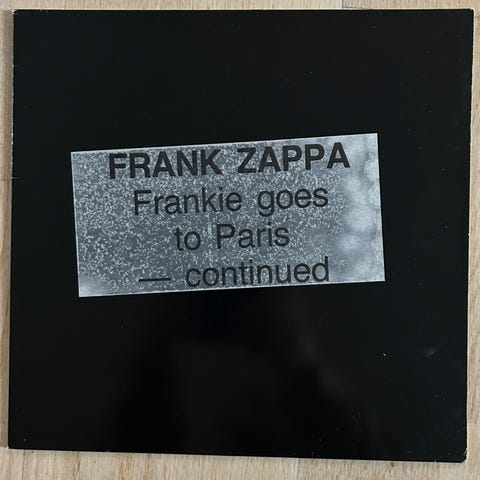 FRANK ZAPPA
Frankie goes
to Paris
— continued